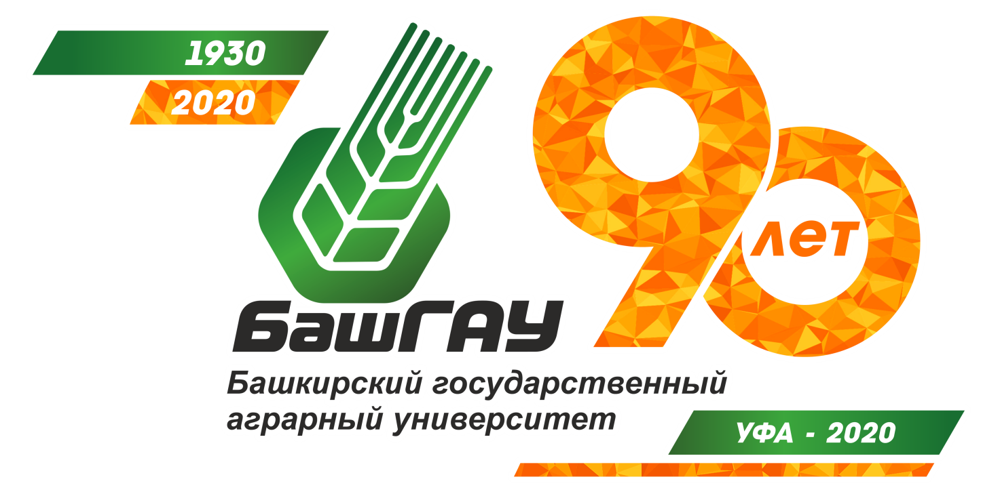 1930
2020
90
лет
БашГАУ
Башкирский государственный
аграрный университет
УФА - 2020